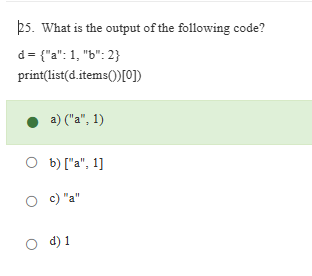 25. What is the output of the following code?
d = {"a": 1, "b": 2}
print(list(d.items())[0])
a) ("a", 1)
b) ["a", 1]
c) "a"
d) 1